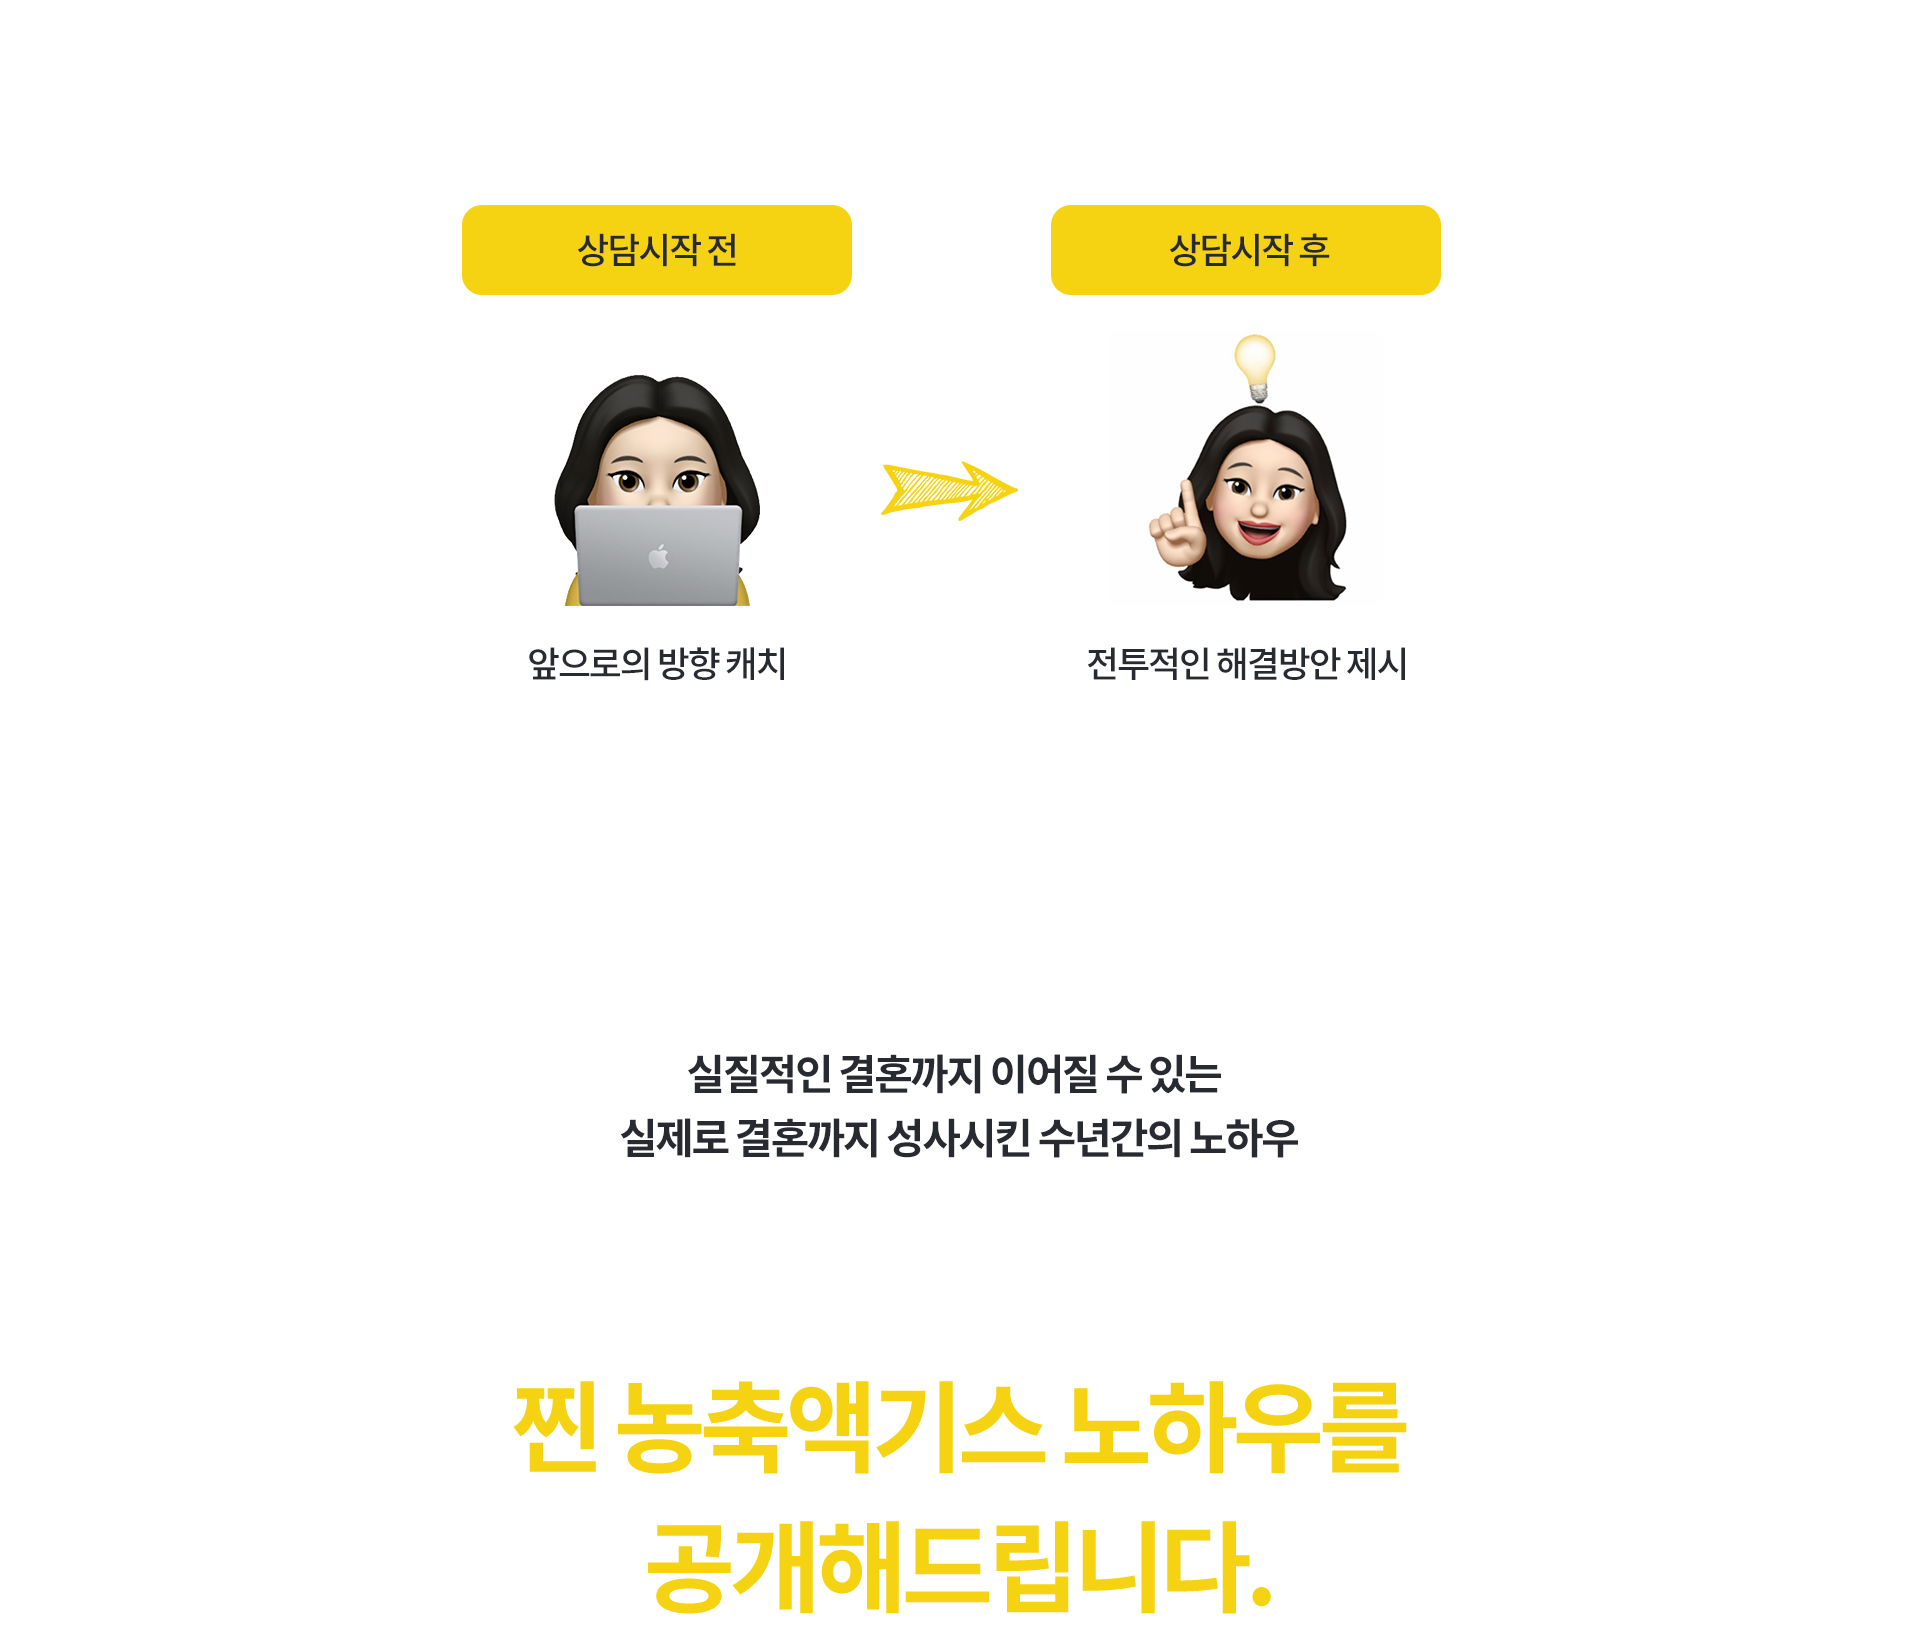 상담시작 전
상담시작 후
앞으로의 방향 캐치
전투적인 해결방안 제시
실질적인 결혼까지 이어질 수 있는
실제로 결혼까지 성사시킨 수년간의 노하우
찐 농축액기스 노하우를
공개해드립니다.